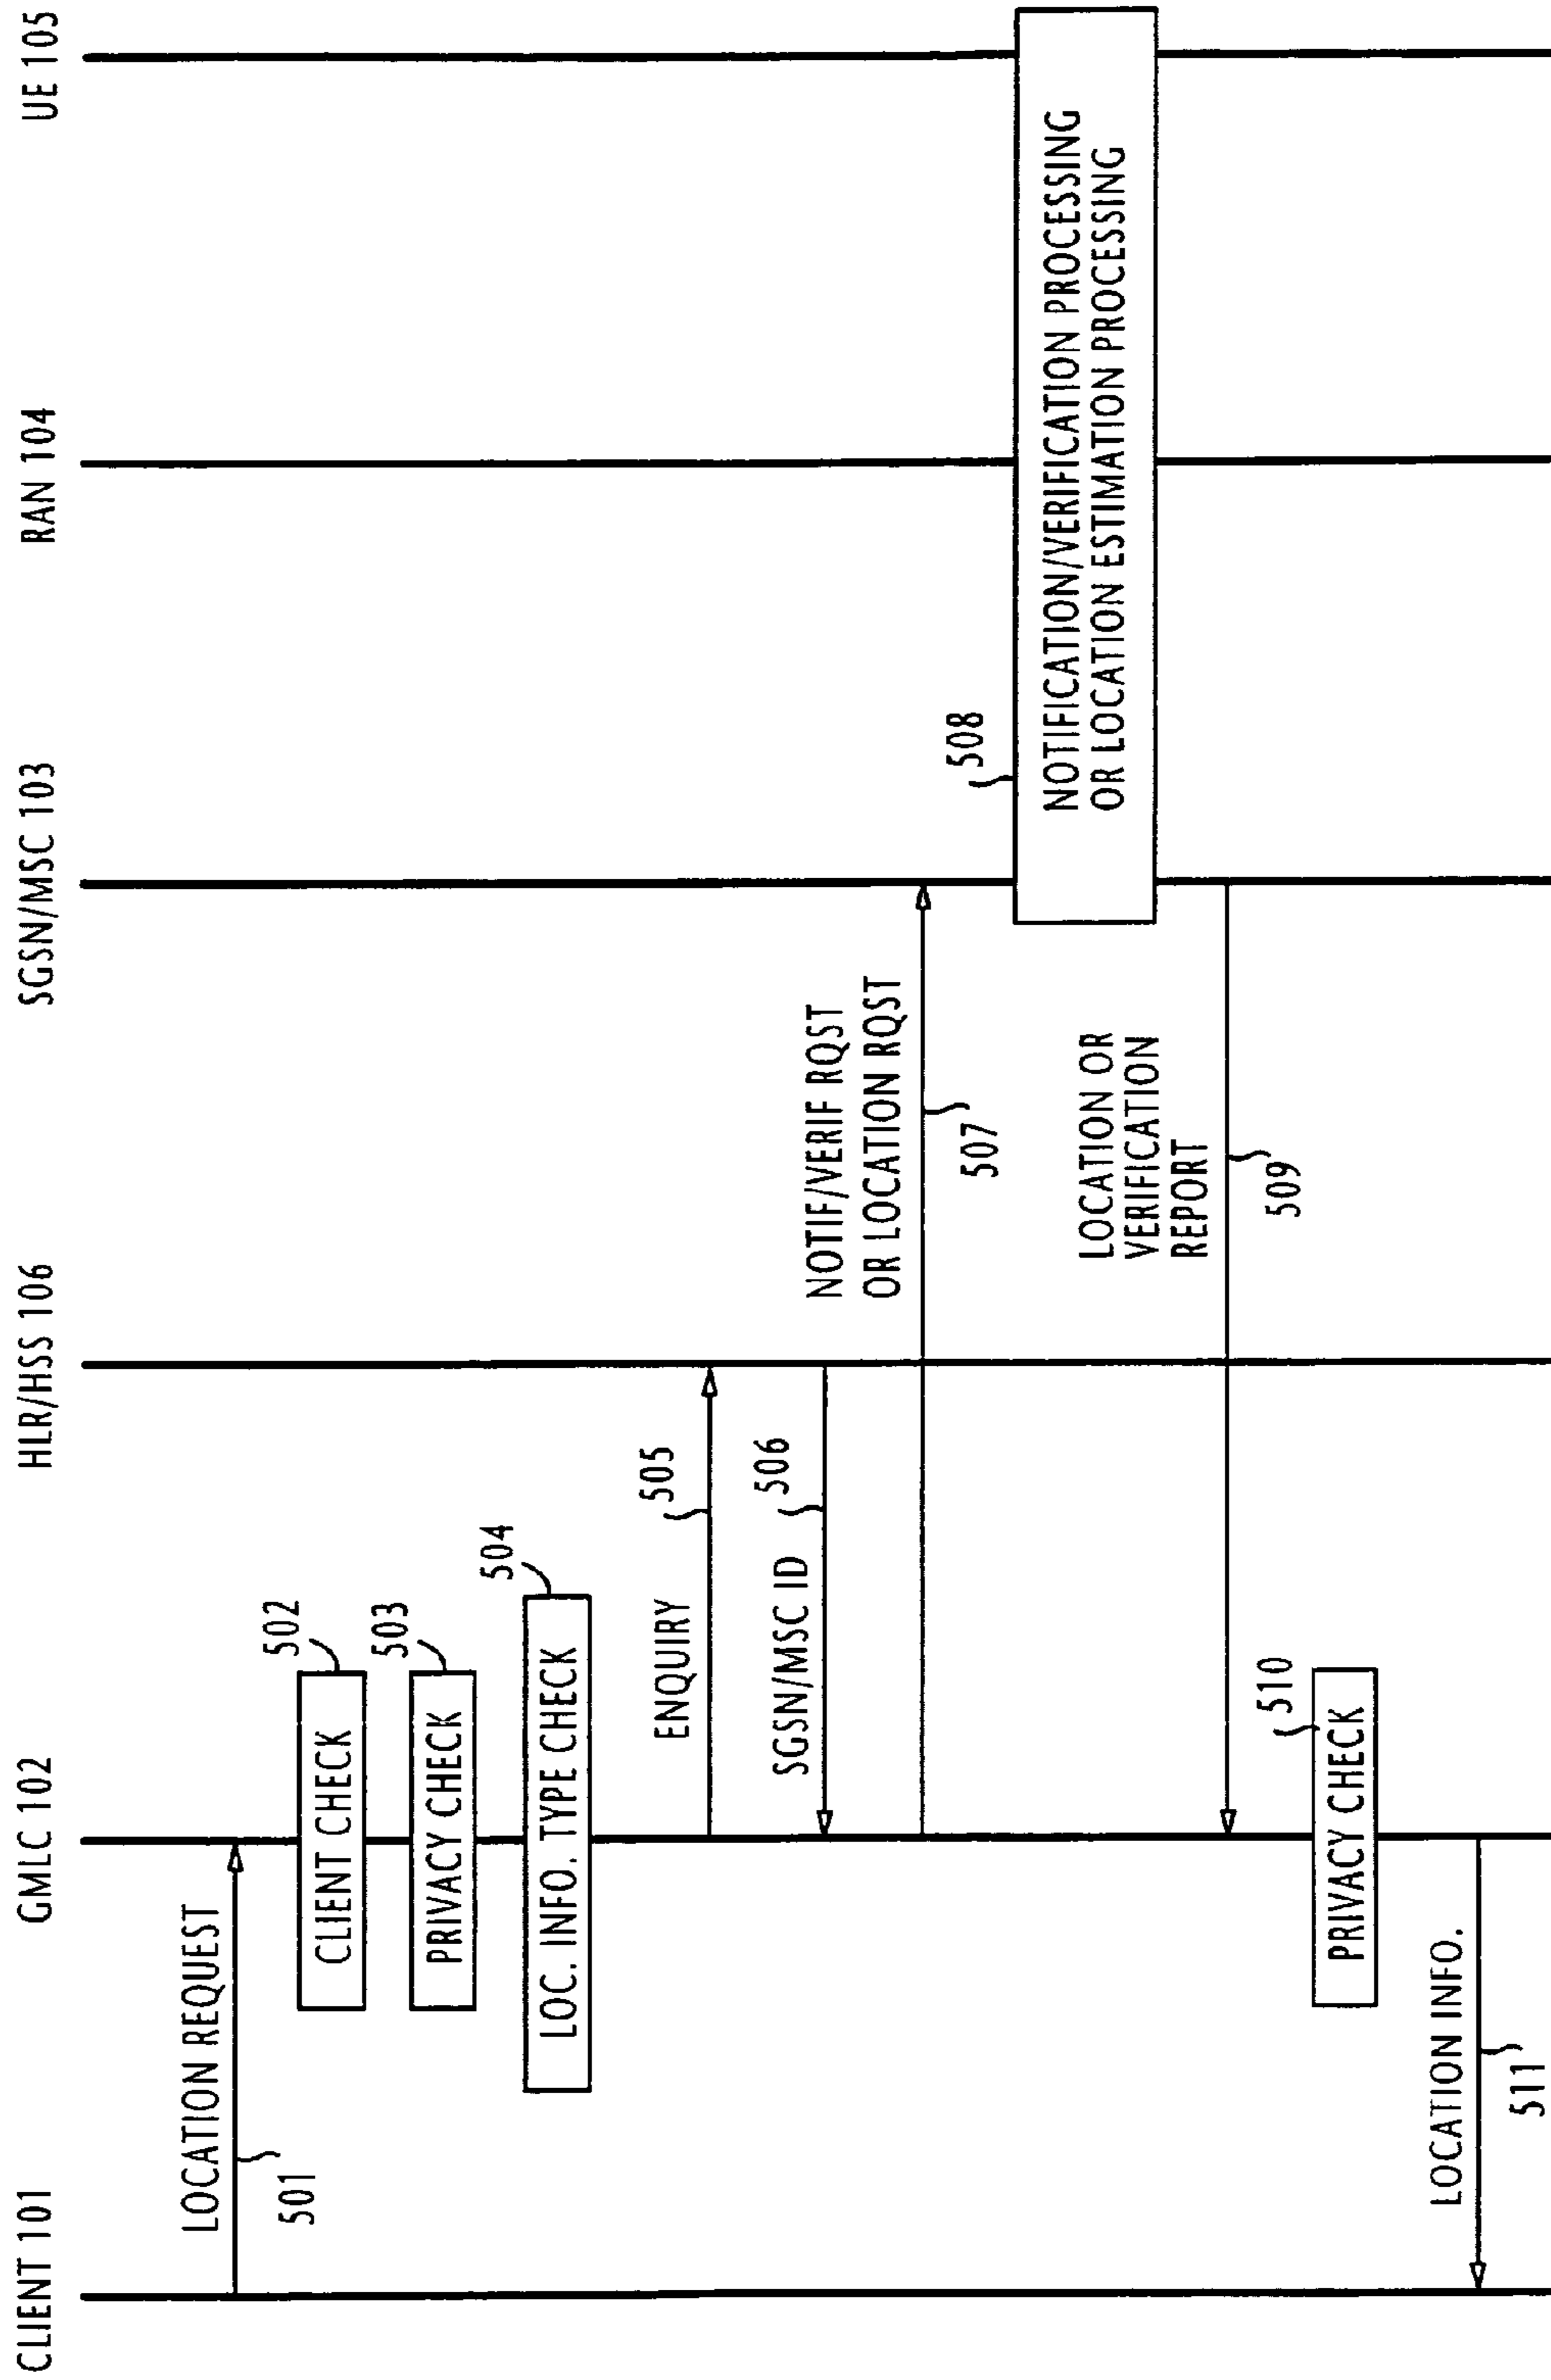 CLIENT 101
GMLC 102
HLR/HSS 106
SGSN/MSC 103
RAN 104
UE 105
LOCATION REQUEST
501
CLIENT CHECK
502
PRIVACY CHECK
503
LOC. INFO. TYPE CHECK
504
ENQUIRY
505
SGSN/MSC ID
506
NOTIF/VERIF RQST
OR LOCATION RQST
507
508
NOTIFICATION/VERIFICATION PROCESSING
OR LOCATION ESTIMATION PROCESSING
LOCATION OR
VERIFICATION
REPORT
509
PRIVACY CHECK
510
LOCATION INFO.
511